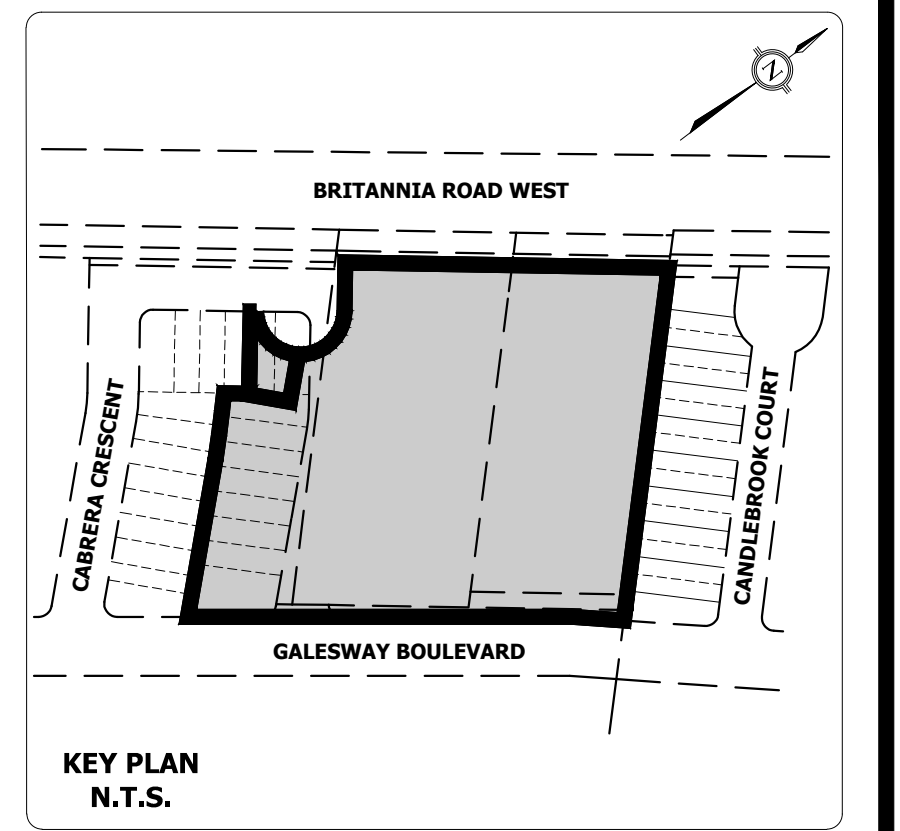 N
BRITANNIA ROAD WEST
CABRERA CRESCENT
CANDLEBROOK COURT
GALESWAY BOULEVARD
KEY PLAN
N.T.S.